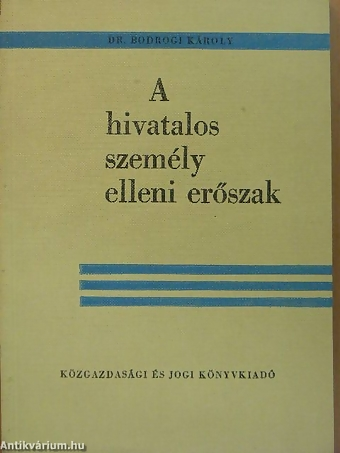 DR. BODROGI KÁROLY
A
hivatalos
személy
elleni erőszak
KÖZGAZDASÁGI ÉS JOGI KÖNYVKIADÓ
Antikvárium.hu